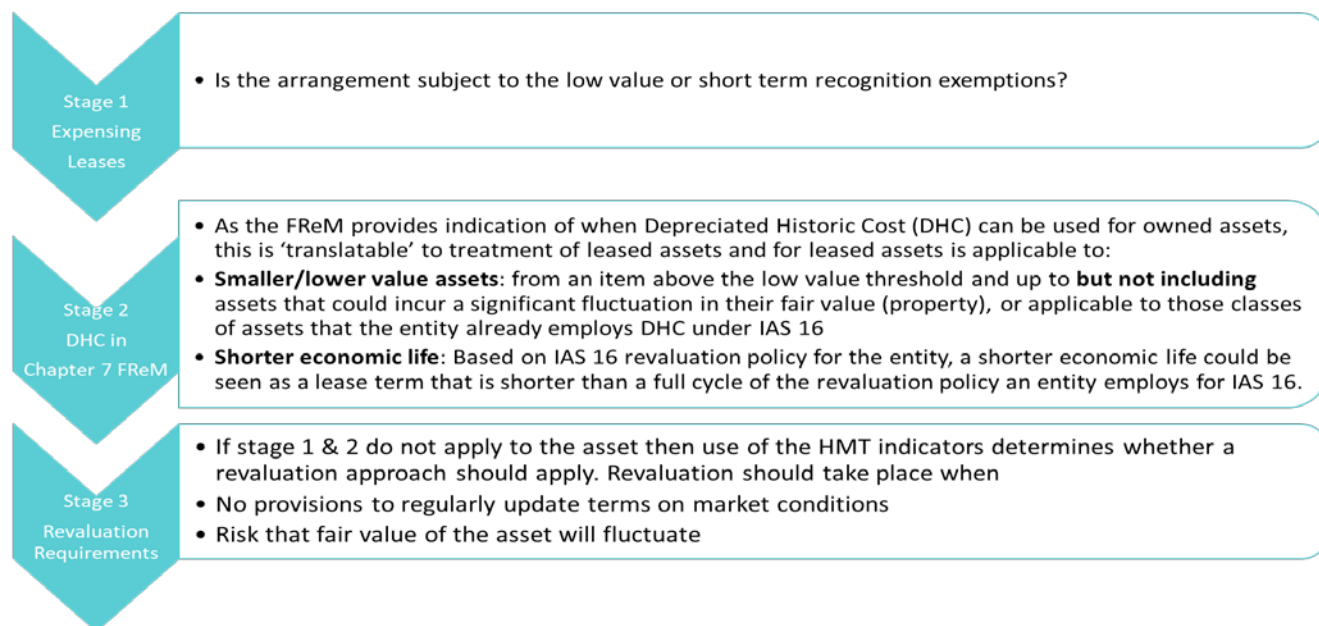 Stage 1
Expensing
Leases
• Is the arrangement subject to the low value or short term recognition exemptions?
Stage 2
DHC in
Chapter 7 FReM
• As the FReM provides indication of when Depreciated Historic Cost (DHC) can be used for owned assets,
this is ‘translatable’ to treatment of leased assets and for leased assets is applicable to:
• Smaller/lower value assets: from an item above the low value threshold and up to but not including
assets that could incur a significant fluctuation in their fair value (property), or applicable to those classes
of assets that the entity already employs DHC under IAS 16
• Shorter economic life: Based on IAS 16 revaluation policy for the entity, a shorter economic life could be
seen as a lease term that is shorter than a full cycle of the revaluation policy an entity employs for IAS 16.
Stage 3
Revaluation
Requirements
• If stage 1 & 2 do not apply to the asset then use of the HMT indicators determines whether a
revaluation approach should apply. Revaluation should take place when
• No provisions to regularly update terms on market conditions
• Risk that fair value of the asset will fluctuate